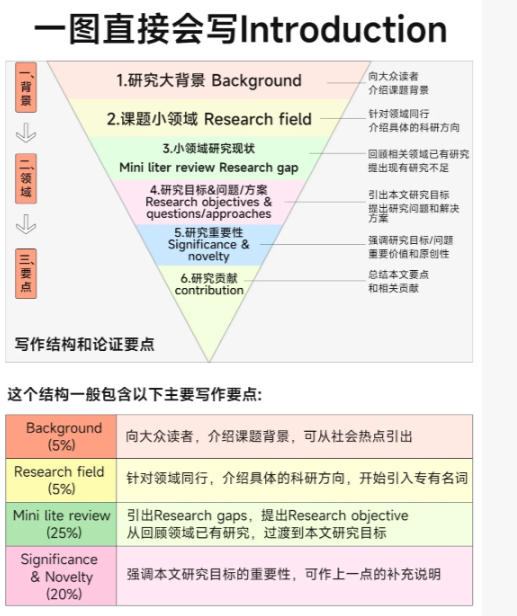 一图直接会写Introduction
一、背景
二、领域
三、要点
1.研究大背景 Background
向大众读者
介绍课题背景
2.课题小领域 Research field
针对领域同行
介绍具体的科研方向
3.小领域研究现状
Mini liter review Research gap
回顾相关领域已有研究
提出现有研究不足
4.研究目标&问题/方案
Research objectives &
questions/approaches
引出本文研究目标
提出研究问题和解决
方案
5.研究重要性
Significance &
novelty
强调研究目标/问题
重要价值和原创性
6.研究贡献
contribution
总结本文要点
和相关贡献
写作结构和论证要点
这个结构一般包含以下主要写作要点:
Background
(5%)
向大众读者，介绍课题背景，可从社会热点引出
Research field
(5%)
针对领域同行，介绍具体的科研方向，开始引入专有名词
Mini lite review
(25%)
引出Research gaps，提出Research objective
从回顾领域已有研究，过渡到本文研究目标
Significance
& Novelty
(20%)
强调本文研究目标的重要性，可作上一点的补充说明